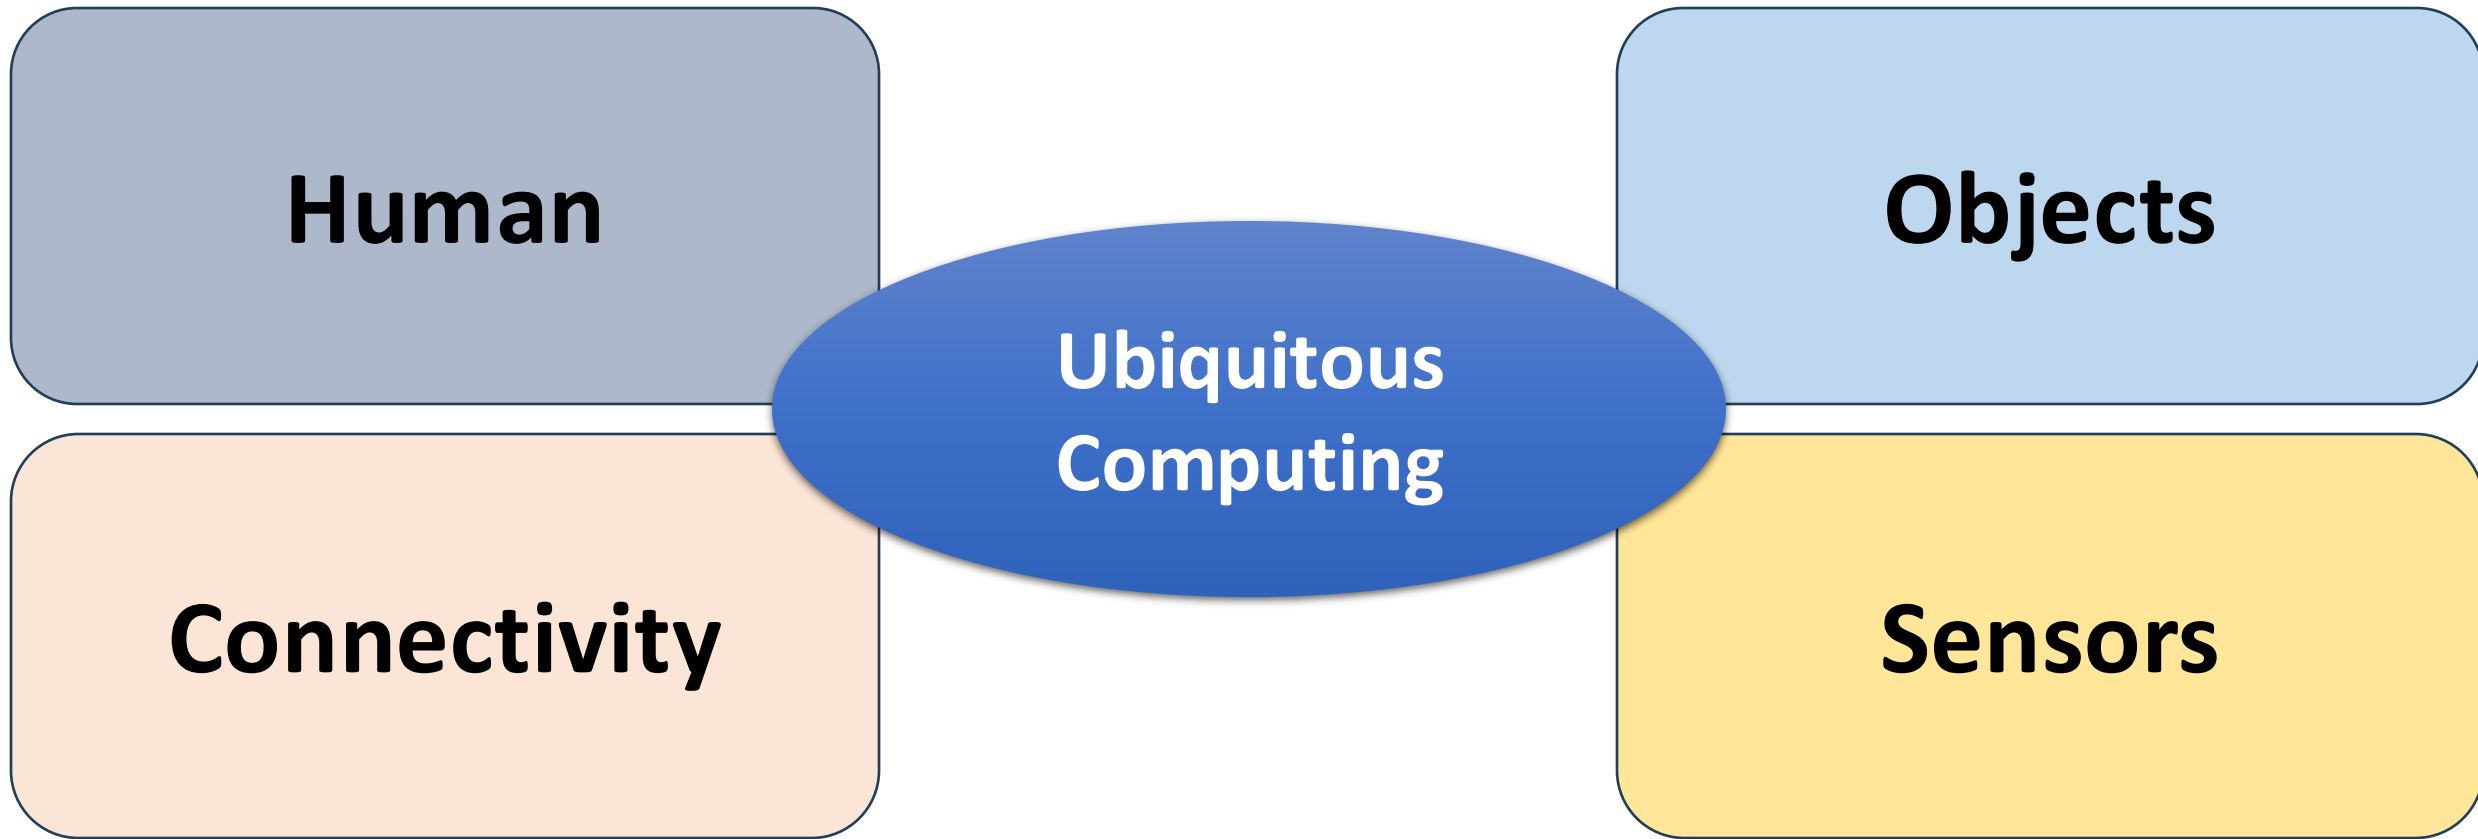 Human
Objects
Ubiquitous
Computing
Connectivity
Sensors